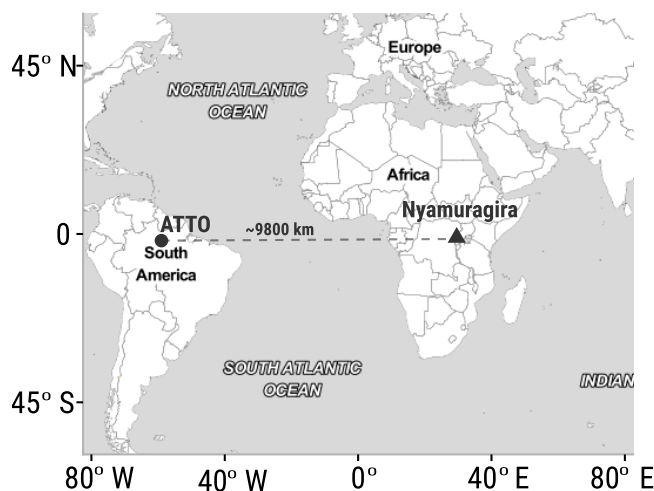 45° N
Europe
NORTH ATLANTIC
OCEAN
Africa
Nyamuragira
ATTO
0
~9800 km
South
America
SOUTH ATLANTIC
OCEAN
INDIAN
45° S
80° W
40° W
0°
40° E
80° E